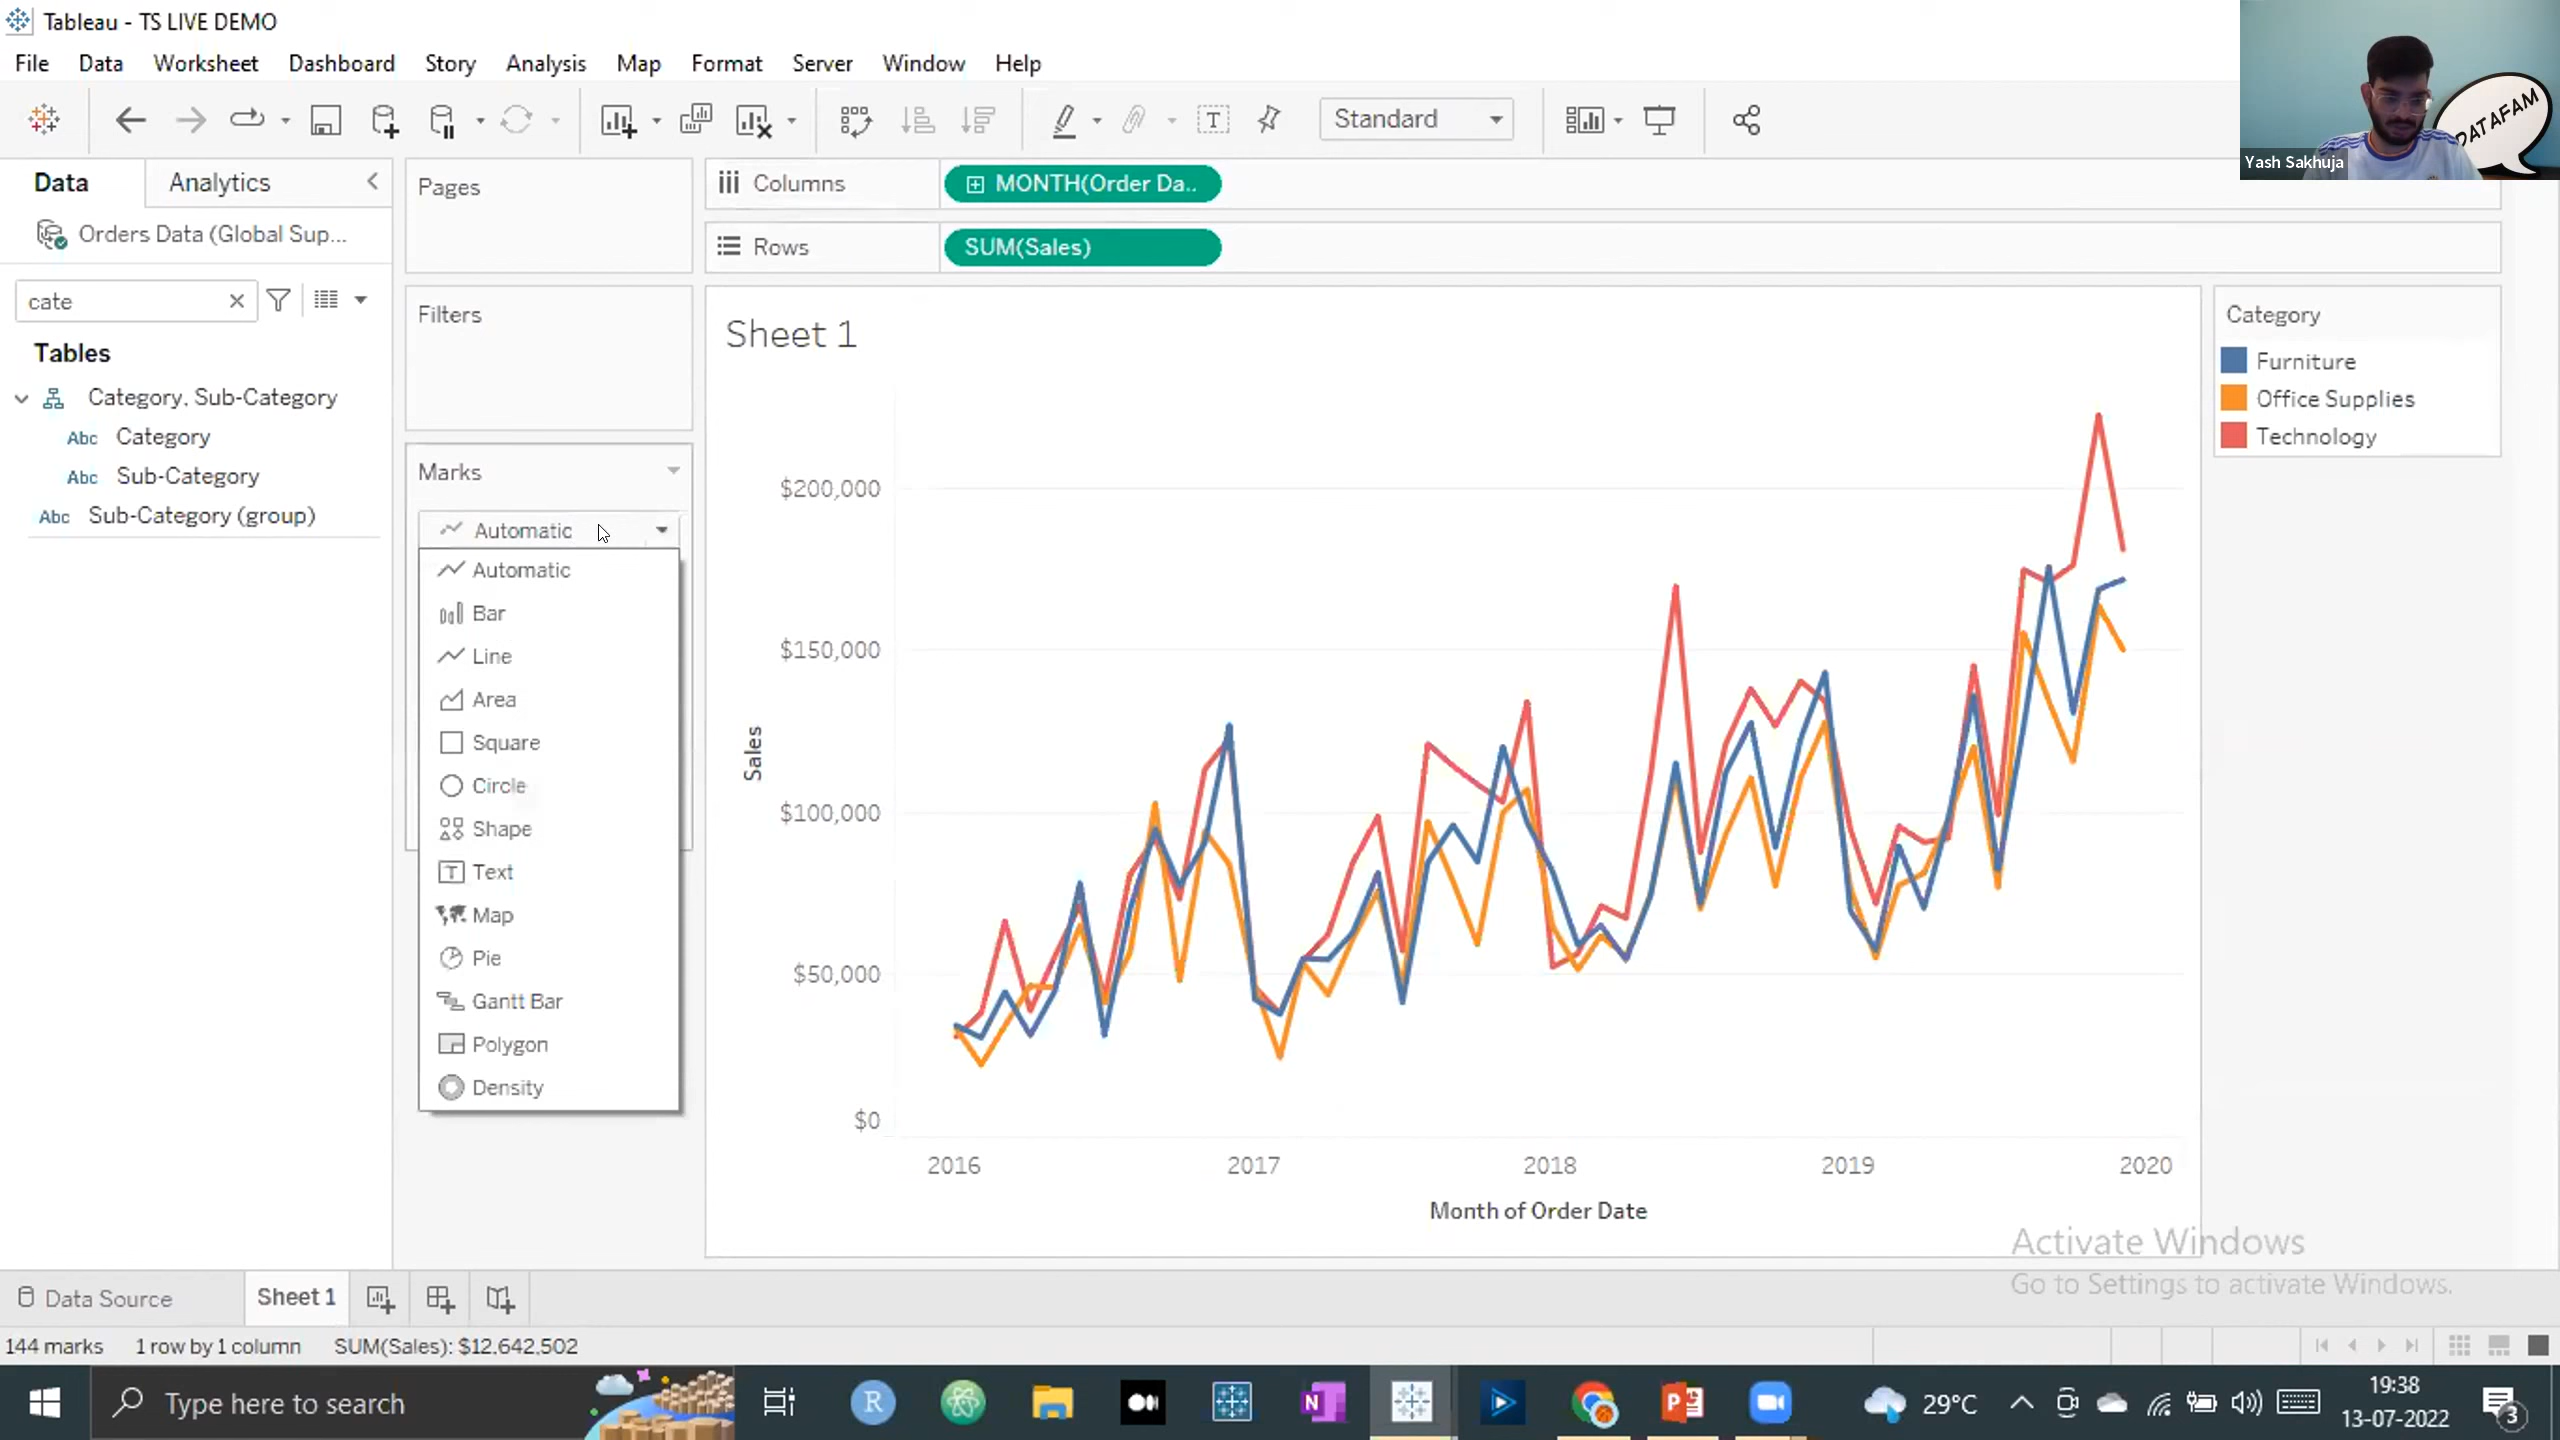 Tableau - TS LIVE DEMO
File Data Worksheet Dashboard Story Analysis Map Format Server Window Help
Standard
DATAFAM
Yash Sakhuja
Data Analytics
Orders Data (Global Sup...
cate
Tables
Category, Sub-Category
Abc Category
Abc Sub-Category
Abc Sub-Category (group)
Pages
Filters
Marks
Automatic
Automatic
Bar
Line
Area
Square
Circle
Shape
Text
Map
Pie
Gantt Bar
Polygon
Density
Columns MONTH(Order Da..
Rows SUM(Sales)
Sheet 1
$200,000
$150,000
$100,000
$50,000
$0
Sales
2016 2017 2018 2019 2020
Month of Order Date
Category
Furniture
Office Supplies
Technology
Activate Windows
Go to Settings to activate Windows.
Data Source Sheet 1
144 marks 1 row by 1 column SUM(Sales): $12,642,502
Type here to search
29°C
19:38
13-07-2022
3